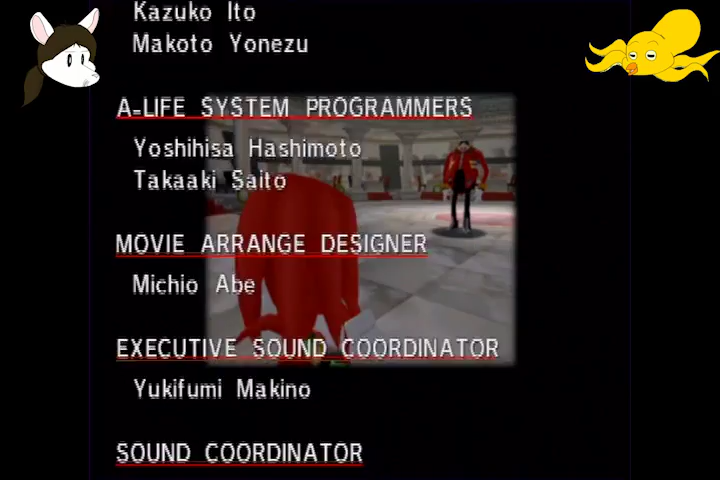 Kazuko Ito
Makoto Yonezu
A-LIFE SYSTEM PROGRAMMERS
Yoshihisa Hashimoto
Takaaki Saito
MOVIE ARRANGE DESIGNER
Michio Abe
EXECUTIVE SOUND COORDINATOR
Yukifumi Makino
SOUND COORDINATOR